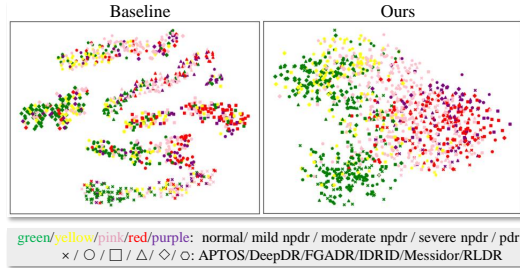 Baseline
Ours
green/yellow/pink/red/purple: normal/ mild npdr / moderate npdr / severe npdr / pdr
× / ○ / □ / △ / ◇ / ⬠: APTOS/DeepDR/FGADR/IDRID/Messidor/RLDR